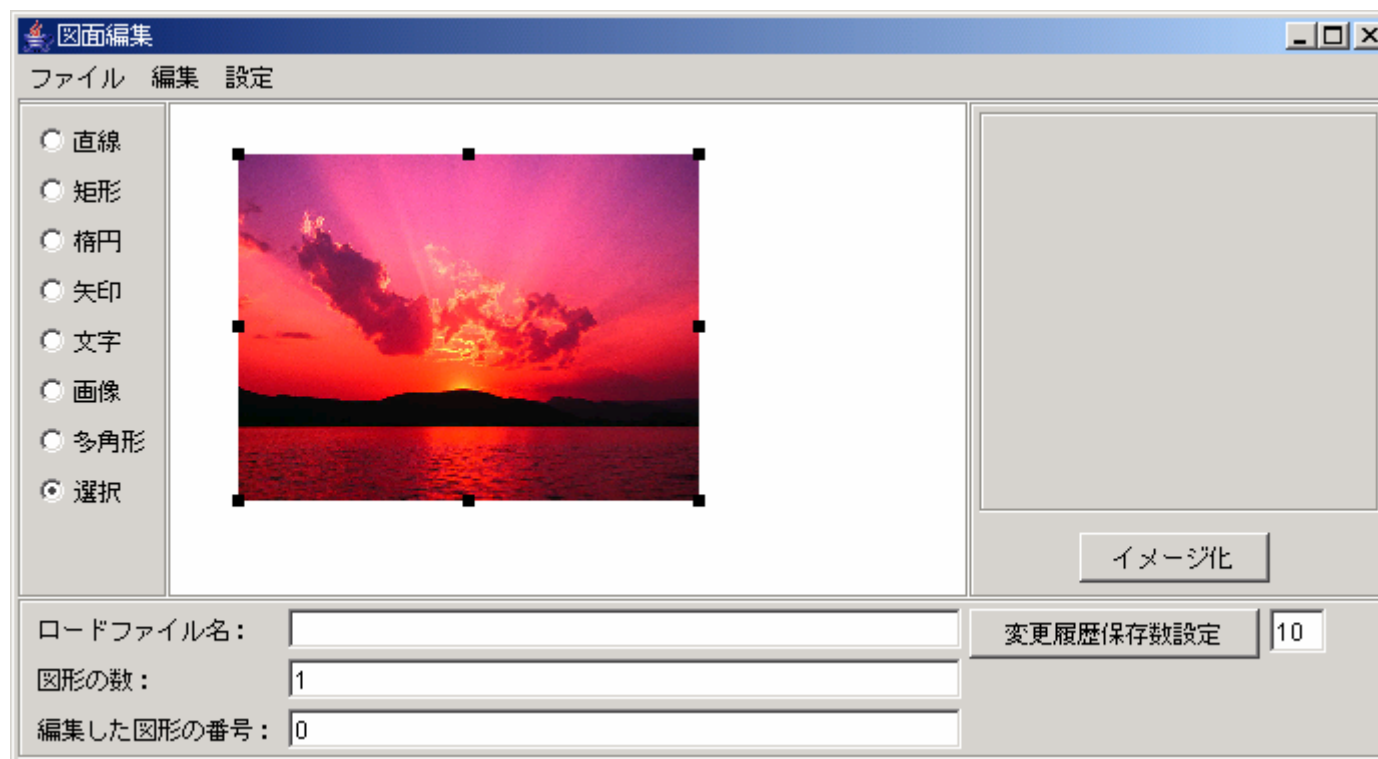 図面編集
ファイル 編集 設定
直線
矩形
楕円
矢印
文字
画像
多角形
選択
イメージ化
ロードファイル名：
変更履歴保存数設定 10
図形の数： 1
編集した図形の番号： 0